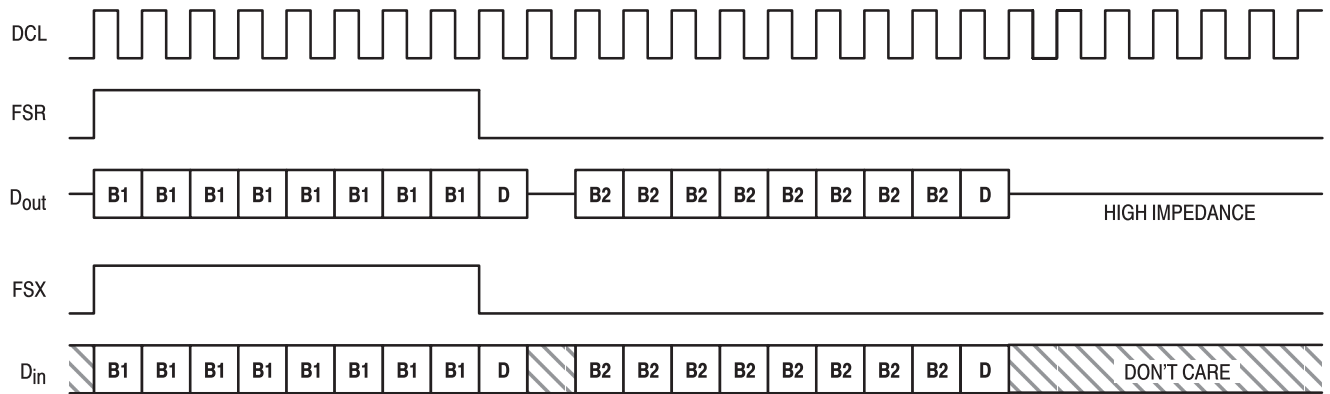 DCL
FSR
Dout B1 B1 B1 B1 B1 B1 B1 B1 D B2 B2 B2 B2 B2 B2 B2 B2 D
HIGH IMPEDANCE
FSX
Din B1 B1 B1 B1 B1 B1 B1 B1 D B2 B2 B2 B2 B2 B2 B2 B2 D DON'T CARE